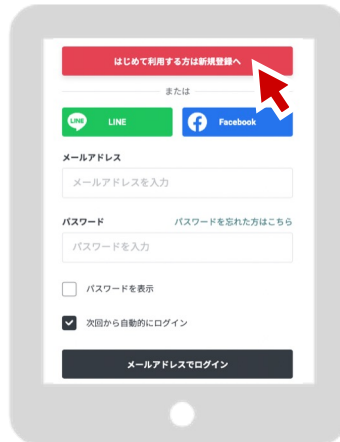 はじめて利用する方は新規登録へ
または
LINE LINE
Facebook
メールアドレス
メールアドレスを入力
パスワード パスワードを忘れた方はこちら
パスワードを入力
パスワードを表示
次回から自動的にログイン
メールアドレスでログイン